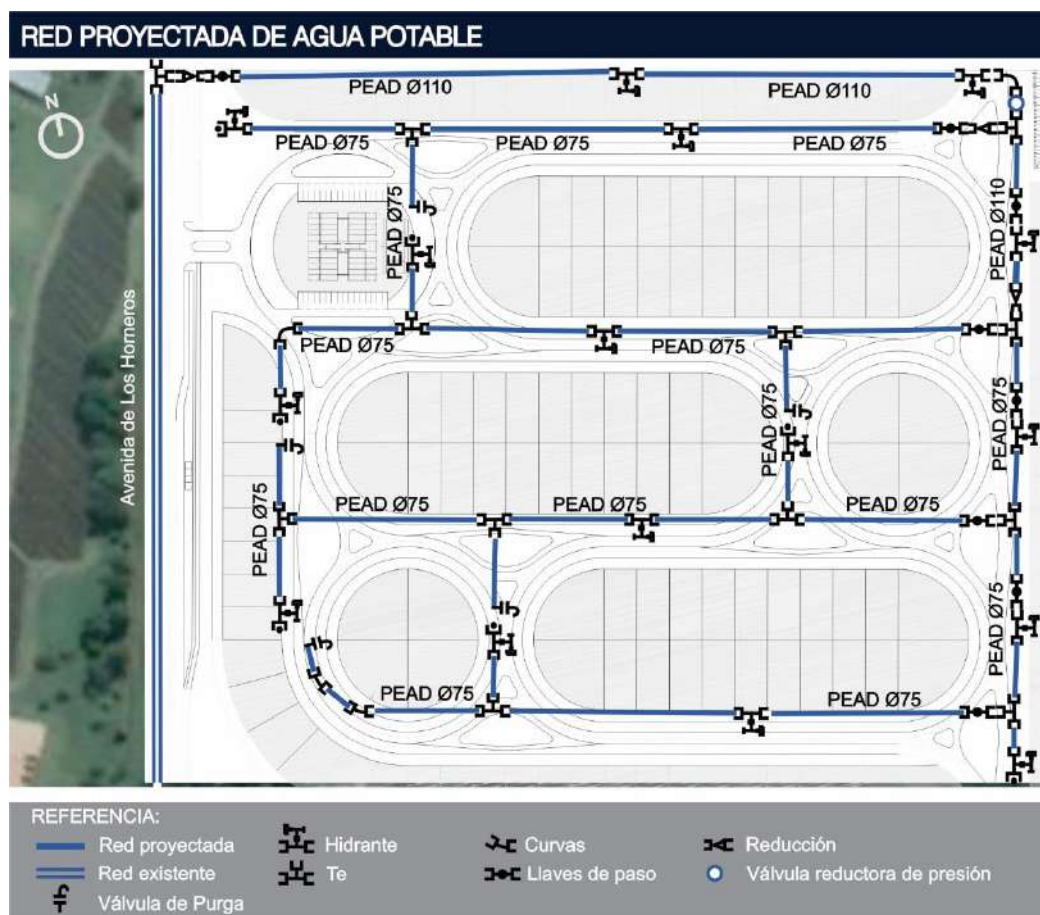 RED PROYECTADA DE AGUA POTABLE
PEAD Ø110
PEAD Ø110
N
PEAD Ø75
PEAD Ø75
PEAD Ø75
PEAD Ø75
PEAD Ø110
PEAD Ø75
PEAD Ø75
Avenida de Los Horneros
PEAD Ø75
PEAD Ø75
PEAD Ø75
PEAD Ø75
PEAD Ø75
PEAD Ø75
PEAD Ø75
PEAD Ø75
PEAD Ø75
REFERENCIA:
Red proyectada
Hidrante
Curvas
Reducción
Red existente
Te
Llaves de paso
Válvula reductora de presión
Válvula de Purga